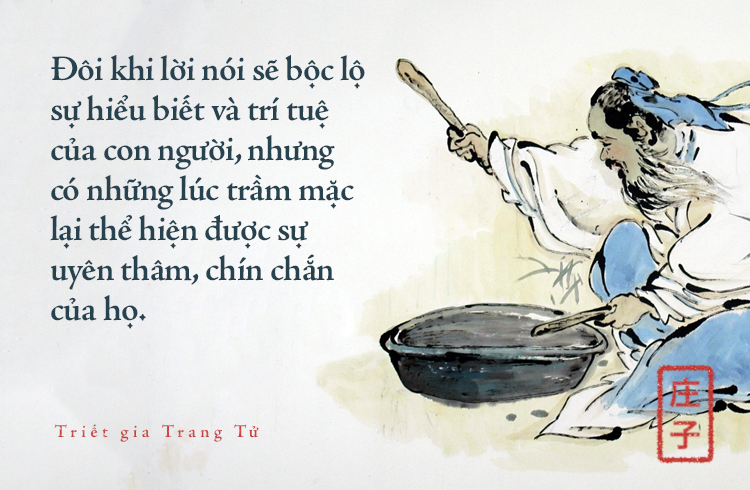 Đôi khi lời nói sẽ bộc lộ
sự hiểu biết và trí tuệ
của con người, nhưng
có những lúc trầm mặc
lại thể hiện được sự
uyên thâm, chín chắn
của họ.
Triết gia Trang Tử
庄
子